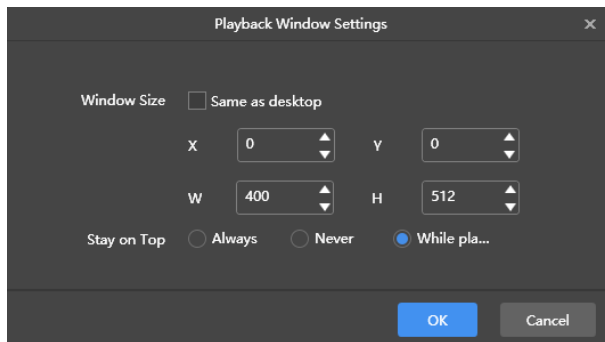 Playback Window Settings ×
Window Size Same as desktop
X 0 Y 0
W 400 H 512
Stay on Top Always Never While pla...
OK Cancel